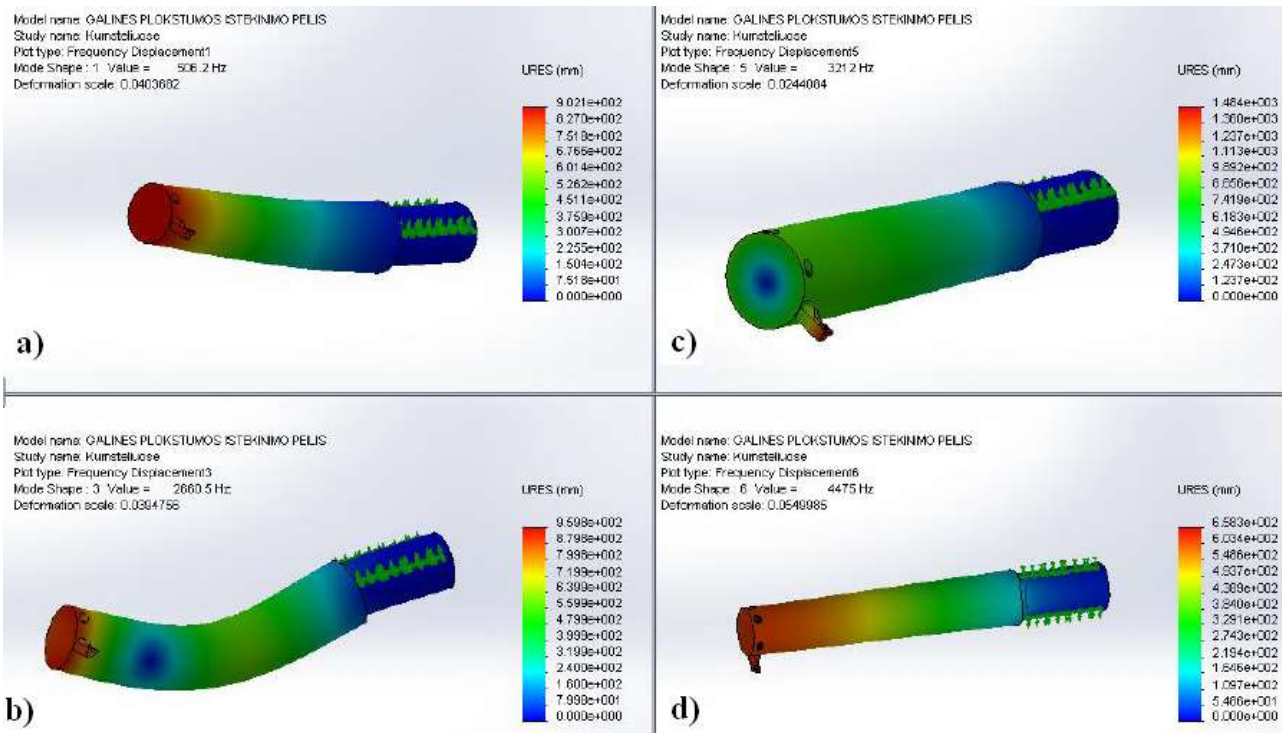 Model name: GALINES PLOKSTUMOS ISTEKINIMO PEILIS
Study name: Kumsteliuose
Plot type: Frequency Displacement1
Mode Shape : 1 Value = 506.2 Hz
Deformation scale: 0.0403682
URES (mm)
9.021e+002
8.270e+002
7.518e+002
6.766e+002
6.014e+002
5.262e+002
4.511e+002
3.759e+002
3.007e+002
2.255e+002
1.504e+002
7.518e+001
0.000e+000
a)
Model name: GALINES PLOKSTUMOS ISTEKINIMO PEILIS
Study name: Kumsteliuose
Plot type: Frequency Displacement5
Mode Shape : 5 Value = 3212 Hz
Deformation scale: 0.0244084
URES (mm)
1.484e+003
1.360e+003
1.237e+003
1.113e+003
9.892e+002
8.656e+002
7.419e+002
6.183e+002
4.946e+002
3.710e+002
2.473e+002
1.237e+002
0.000e+000
c)
Model name: GALINES PLOKSTUMOS ISTEKINIMO PEILIS
Study name: Kumsteliuose
Plot type: Frequency Displacement3
Mode Shape : 3 Value = 2660.5 Hz
Deformation scale: 0.0394756
URES (mm)
9.598e+002
8.798e+002
7.998e+002
7.199e+002
6.399e+002
5.599e+002
4.799e+002
3.999e+002
3.199e+002
2.400e+002
1.600e+002
7.998e+001
0.000e+000
b)
Model name: GALINES PLOKSTUMOS ISTEKINIMO PEILIS
Study name: Kumsteliuose
Plot type: Frequency Displacement6
Mode Shape : 6 Value = 4475 Hz
Deformation scale: 0.0549985
URES (mm)
6.583e+002
6.034e+002
5.486e+002
4.937e+002
4.389e+002
3.840e+002
3.291e+002
2.743e+002
2.194e+002
1.646e+002
1.097e+002
5.486e+001
0.000e+000
d)